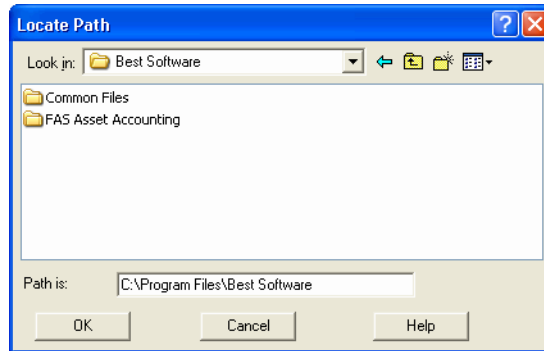 Locate Path
Look in: Best Software
Common Files
FAS Asset Accounting
Path is: C:\Program Files\Best Software
OK Cancel Help